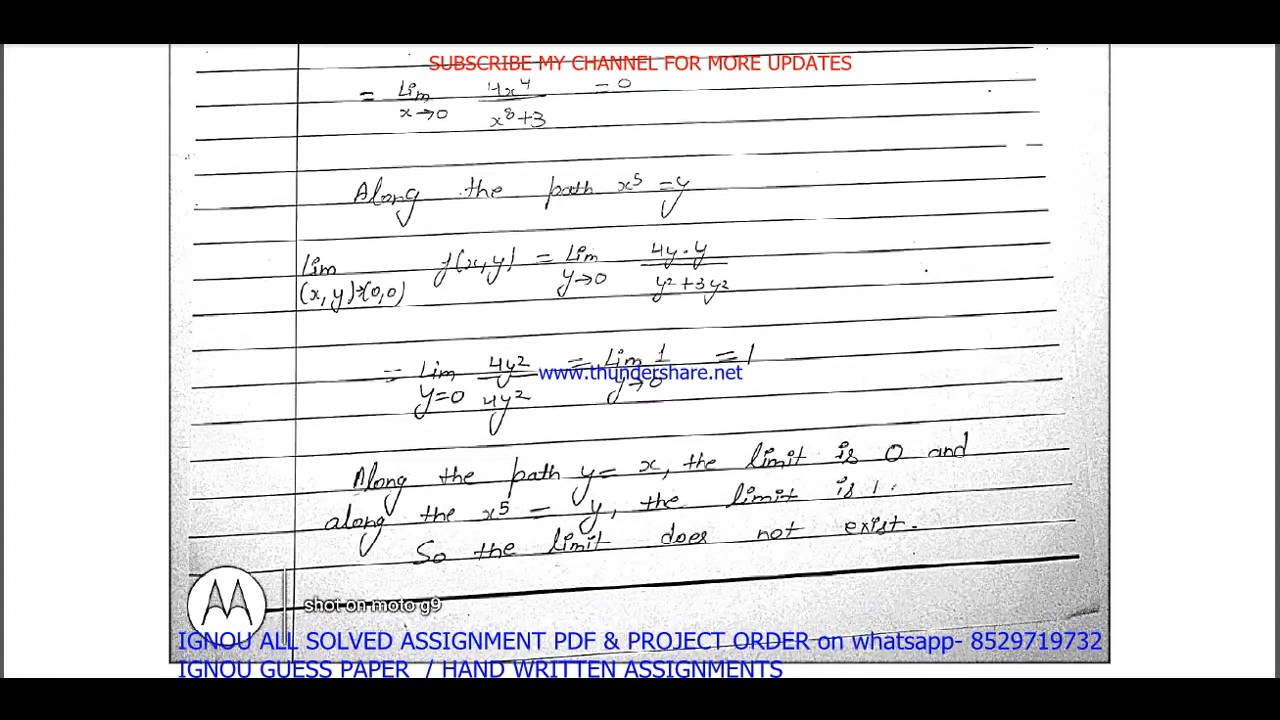 SUBSCRIBE MY CHANNEL FOR MORE UPDATES
= Lim x→0 4x⁴ / x⁸+3 = 0
Along the path x⁵ = y
Lim (x, y)→(0,0) f(x,y) = Lim y→0 4y·y / y²+3y²
= Lim y=0 4y² / 4y² = Lim y→0 1 = 1
www.thundershare.net
Along the path y = x, the limit is 0 and
along the x⁵ = y, the limit is 1.
So the limit does not exist.
shot on moto g9
IGNOU ALL SOLVED ASSIGNMENT PDF & PROJECT ORDER on whatsapp- 8529719732
IGNOU GUESS PAPER / HAND WRITTEN ASSIGNMENTS